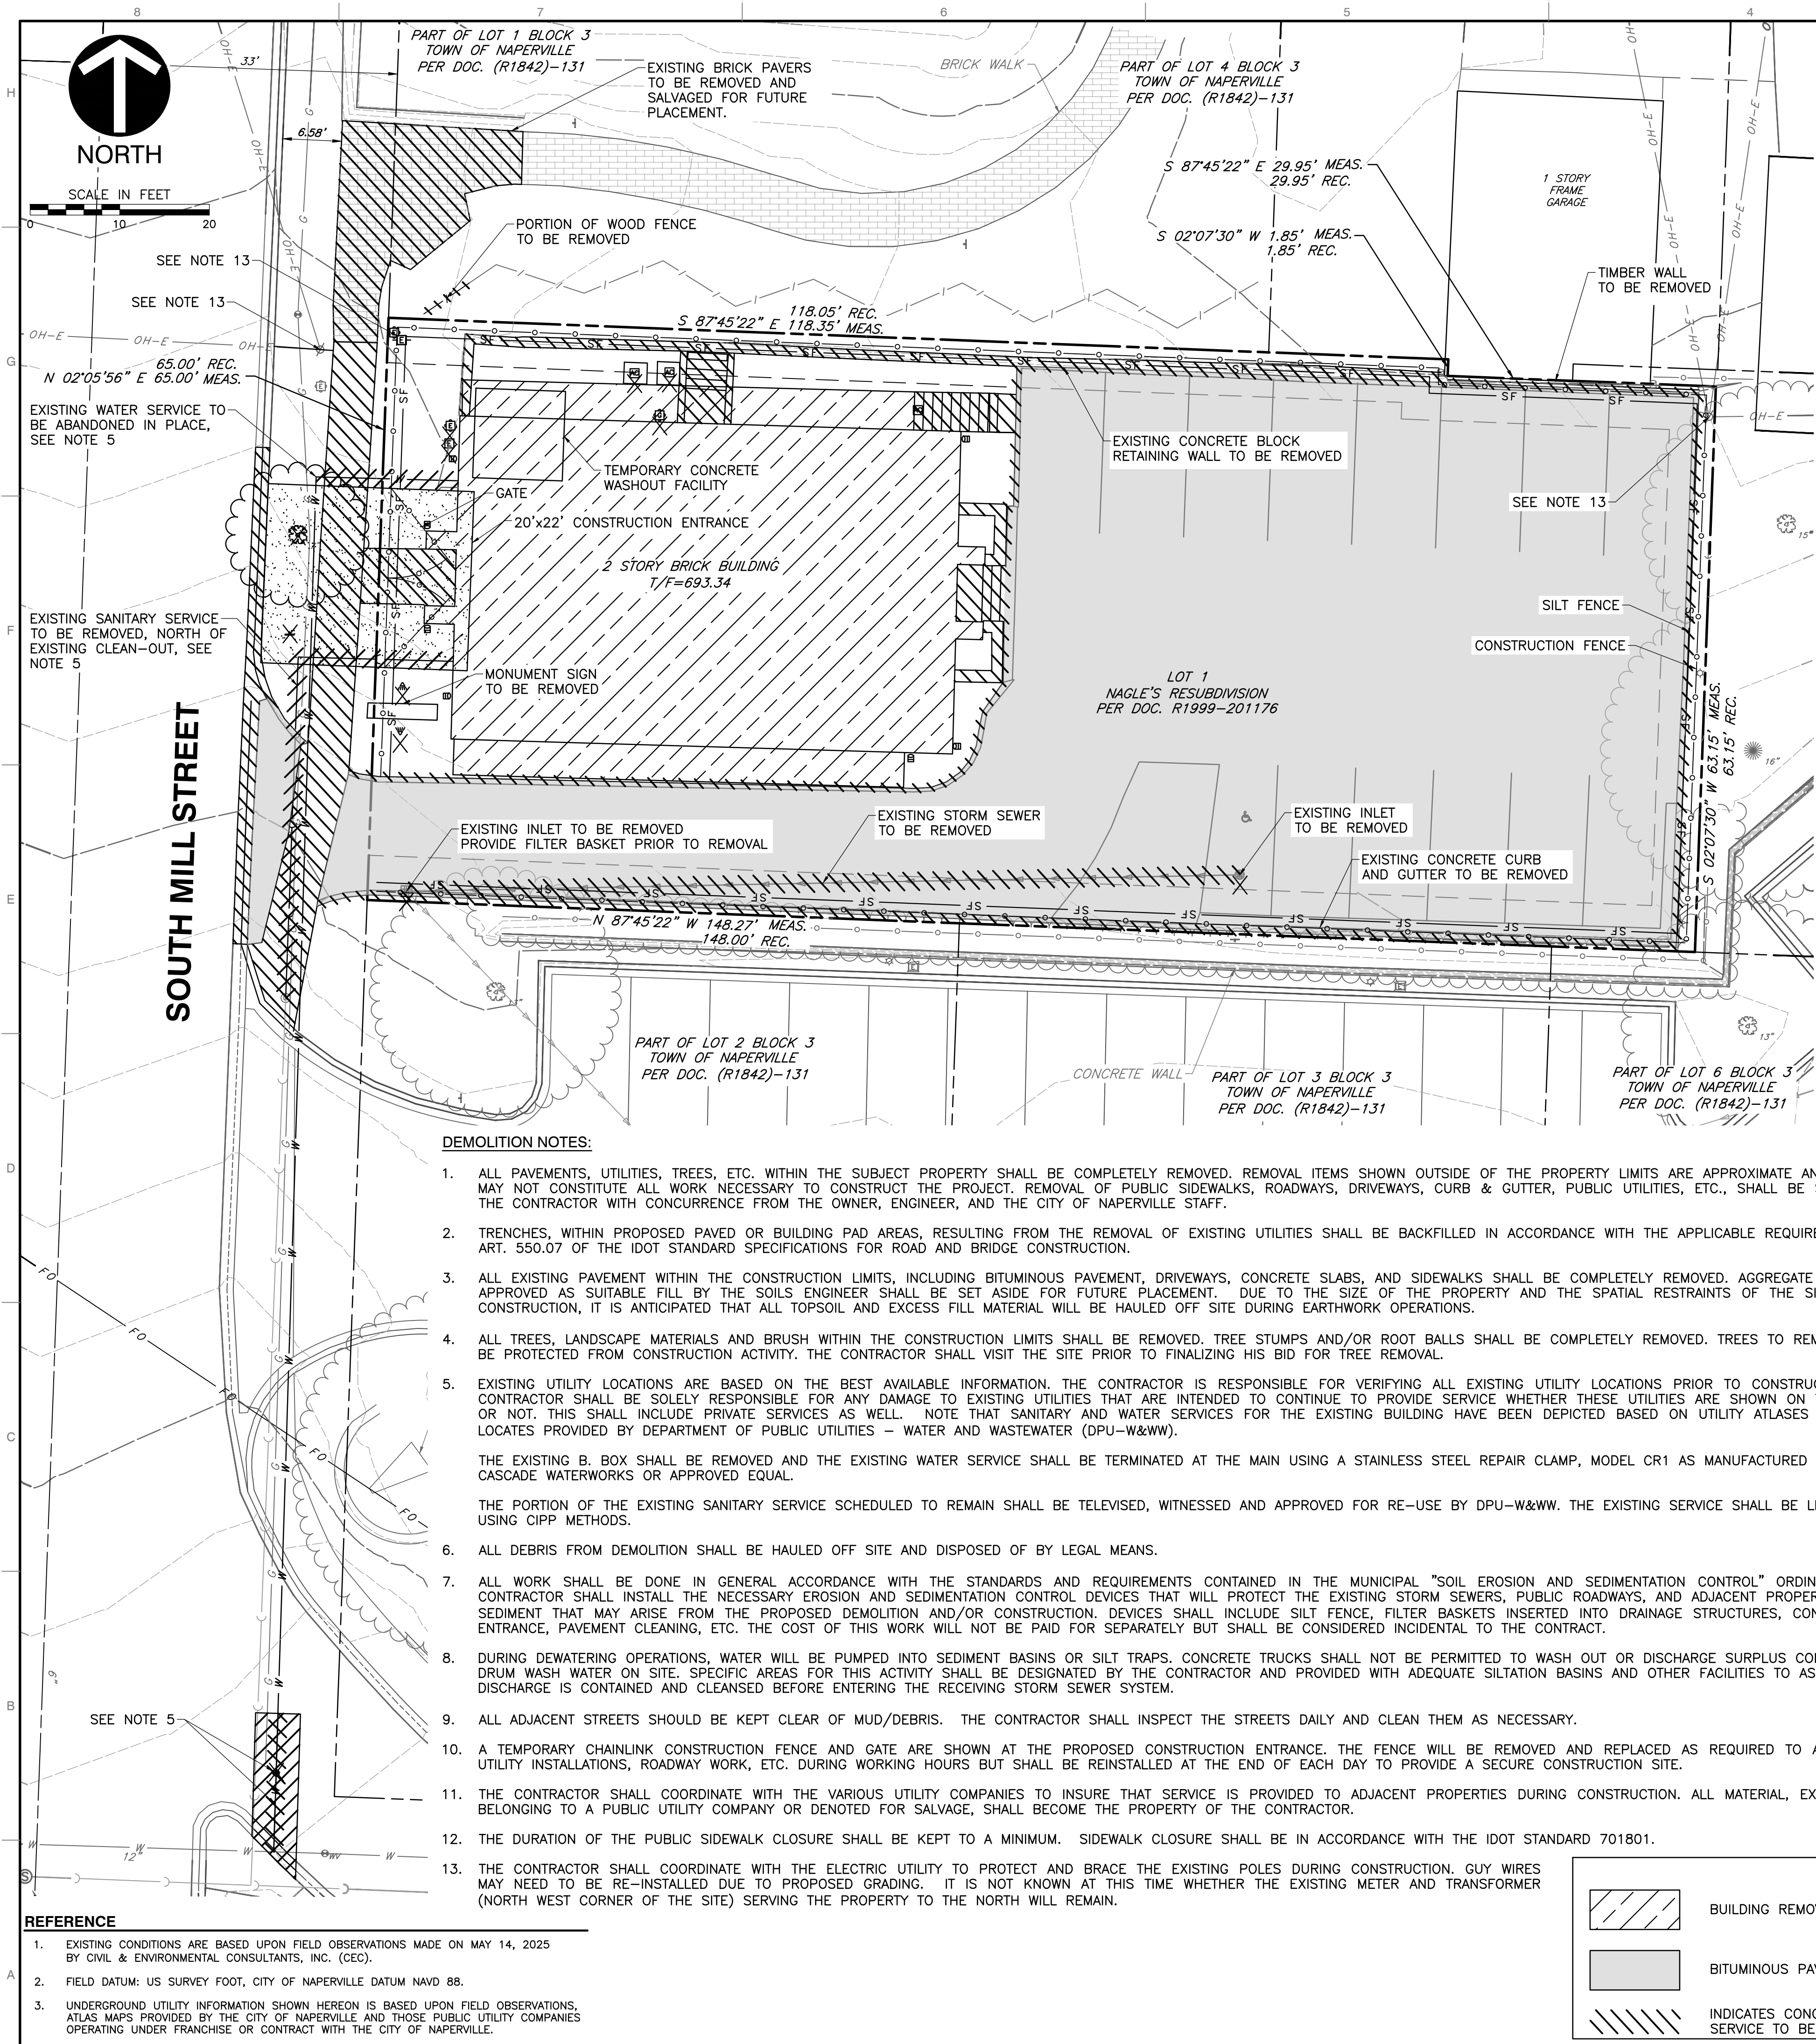 8
7
6
5
4
H
G
F
E
D
C
B
A
NORTH
SCALE IN FEET
0 10 20
33'
6.58'
PART OF LOT 1 BLOCK 3
TOWN OF NAPERVILLE
PER DOC. (R1842)-131
EXISTING BRICK PAVERS
TO BE REMOVED AND
SALVAGED FOR FUTURE
PLACEMENT.
BRICK WALK
PART OF LOT 4 BLOCK 3
TOWN OF NAPERVILLE
PER DOC. (R1842)-131
S 87°45'22" E 29.95' MEAS.
29.95' REC.
1 STORY
FRAME
GARAGE
S 02°07'30" W 1.85' MEAS.
1.85' REC.
PORTION OF WOOD FENCE
TO BE REMOVED
TIMBER WALL
TO BE REMOVED
SEE NOTE 13
SEE NOTE 13
118.05' REC.
S 87°45'22" E 118.35' MEAS.
65.00' REC.
N 02°05'56" E 65.00' MEAS.
EXISTING WATER SERVICE TO
BE ABANDONED IN PLACE,
SEE NOTE 5
EXISTING CONCRETE BLOCK
RETAINING WALL TO BE REMOVED
TEMPORARY CONCRETE
WASHOUT FACILITY
GATE
20'x22' CONSTRUCTION ENTRANCE
SEE NOTE 13
15"
2 STORY BRICK BUILDING
T/F=693.34
EXISTING SANITARY SERVICE
TO BE REMOVED, NORTH OF
EXISTING CLEAN-OUT, SEE
NOTE 5
SILT FENCE
CONSTRUCTION FENCE
MONUMENT SIGN
TO BE REMOVED
LOT 1
NAGLE'S RESUBDIVISION
PER DOC. R1999-201176
S 02°07'30" W 63.15' MEAS.
63.15' REC.
16"
SOUTH MILL STREET
EXISTING INLET TO BE REMOVED
PROVIDE FILTER BASKET PRIOR TO REMOVAL
EXISTING STORM SEWER
TO BE REMOVED
EXISTING INLET
TO BE REMOVED
EXISTING CONCRETE CURB
AND GUTTER TO BE REMOVED
N 87°45'22" W 148.27' MEAS.
148.00' REC.
13"
PART OF LOT 2 BLOCK 3
TOWN OF NAPERVILLE
PER DOC. (R1842)-131
CONCRETE WALL
PART OF LOT 3 BLOCK 3
TOWN OF NAPERVILLE
PER DOC. (R1842)-131
PART OF LOT 6 BLOCK 3
TOWN OF NAPERVILLE
PER DOC. (R1842)-131
DEMOLITION NOTES:
1. ALL PAVEMENTS, UTILITIES, TREES, ETC. WITHIN THE SUBJECT PROPERTY SHALL BE COMPLETELY REMOVED. REMOVAL ITEMS SHOWN OUTSIDE OF THE PROPERTY LIMITS ARE APPROXIMATE AN
MAY NOT CONSTITUTE ALL WORK NECESSARY TO CONSTRUCT THE PROJECT. REMOVAL OF PUBLIC SIDEWALKS, ROADWAYS, DRIVEWAYS, CURB & GUTTER, PUBLIC UTILITIES, ETC., SHALL BE
THE CONTRACTOR WITH CONCURRENCE FROM THE OWNER, ENGINEER, AND THE CITY OF NAPERVILLE STAFF.
2. TRENCHES, WITHIN PROPOSED PAVED OR BUILDING PAD AREAS, RESULTING FROM THE REMOVAL OF EXISTING UTILITIES SHALL BE BACKFILLED IN ACCORDANCE WITH THE APPLICABLE REQUIRE
ART. 550.07 OF THE IDOT STANDARD SPECIFICATIONS FOR ROAD AND BRIDGE CONSTRUCTION.
3. ALL EXISTING PAVEMENT WITHIN THE CONSTRUCTION LIMITS, INCLUDING BITUMINOUS PAVEMENT, DRIVEWAYS, CONCRETE SLABS, AND SIDEWALKS SHALL BE COMPLETELY REMOVED. AGGREGATE
APPROVED AS SUITABLE FILL BY THE SOILS ENGINEER SHALL BE SET ASIDE FOR FUTURE PLACEMENT. DUE TO THE SIZE OF THE PROPERTY AND THE SPATIAL RESTRAINTS OF THE SI
CONSTRUCTION, IT IS ANTICIPATED THAT ALL TOPSOIL AND EXCESS FILL MATERIAL WILL BE HAULED OFF SITE DURING EARTHWORK OPERATIONS.
4. ALL TREES, LANDSCAPE MATERIALS AND BRUSH WITHIN THE CONSTRUCTION LIMITS SHALL BE REMOVED. TREE STUMPS AND/OR ROOT BALLS SHALL BE COMPLETELY REMOVED. TREES TO REM
BE PROTECTED FROM CONSTRUCTION ACTIVITY. THE CONTRACTOR SHALL VISIT THE SITE PRIOR TO FINALIZING HIS BID FOR TREE REMOVAL.
5. EXISTING UTILITY LOCATIONS ARE BASED ON THE BEST AVAILABLE INFORMATION. THE CONTRACTOR IS RESPONSIBLE FOR VERIFYING ALL EXISTING UTILITY LOCATIONS PRIOR TO CONSTRUC
CONTRACTOR SHALL BE SOLELY RESPONSIBLE FOR ANY DAMAGE TO EXISTING UTILITIES THAT ARE INTENDED TO CONTINUE TO PROVIDE SERVICE WHETHER THESE UTILITIES ARE SHOWN ON
OR NOT. THIS SHALL INCLUDE PRIVATE SERVICES AS WELL. NOTE THAT SANITARY AND WATER SERVICES FOR THE EXISTING BUILDING HAVE BEEN DEPICTED BASED ON UTILITY ATLASES
LOCATES PROVIDED BY DEPARTMENT OF PUBLIC UTILITIES – WATER AND WASTEWATER (DPU-W&WW).
THE EXISTING B. BOX SHALL BE REMOVED AND THE EXISTING WATER SERVICE SHALL BE TERMINATED AT THE MAIN USING A STAINLESS STEEL REPAIR CLAMP, MODEL CR1 AS MANUFACTURED
CASCADE WATERWORKS OR APPROVED EQUAL.
THE PORTION OF THE EXISTING SANITARY SERVICE SCHEDULED TO REMAIN SHALL BE TELEVISED, WITNESSED AND APPROVED FOR RE-USE BY DPU-W&WW. THE EXISTING SERVICE SHALL BE LI
USING CIPP METHODS.
6. ALL DEBRIS FROM DEMOLITION SHALL BE HAULED OFF SITE AND DISPOSED OF BY LEGAL MEANS.
7. ALL WORK SHALL BE DONE IN GENERAL ACCORDANCE WITH THE STANDARDS AND REQUIREMENTS CONTAINED IN THE MUNICIPAL "SOIL EROSION AND SEDIMENTATION CONTROL" ORDIN
CONTRACTOR SHALL INSTALL THE NECESSARY EROSION AND SEDIMENTATION CONTROL DEVICES THAT WILL PROTECT THE EXISTING STORM SEWERS, PUBLIC ROADWAYS, AND ADJACENT PROPER
SEDIMENT THAT MAY ARISE FROM THE PROPOSED DEMOLITION AND/OR CONSTRUCTION. DEVICES SHALL INCLUDE SILT FENCE, FILTER BASKETS INSERTED INTO DRAINAGE STRUCTURES, CON
ENTRANCE, PAVEMENT CLEANING, ETC. THE COST OF THIS WORK WILL NOT BE PAID FOR SEPARATELY BUT SHALL BE CONSIDERED INCIDENTAL TO THE CONTRACT.
8. DURING DEWATERING OPERATIONS, WATER WILL BE PUMPED INTO SEDIMENT BASINS OR SILT TRAPS. CONCRETE TRUCKS SHALL NOT BE PERMITTED TO WASH OUT OR DISCHARGE SURPLUS CO
DRUM WASH WATER ON SITE. SPECIFIC AREAS FOR THIS ACTIVITY SHALL BE DESIGNATED BY THE CONTRACTOR AND PROVIDED WITH ADEQUATE SILTATION BASINS AND OTHER FACILITIES TO AS
DISCHARGE IS CONTAINED AND CLEANSED BEFORE ENTERING THE RECEIVING STORM SEWER SYSTEM.
9. ALL ADJACENT STREETS SHOULD BE KEPT CLEAR OF MUD/DEBRIS. THE CONTRACTOR SHALL INSPECT THE STREETS DAILY AND CLEAN THEM AS NECESSARY.
10. A TEMPORARY CHAINLINK CONSTRUCTION FENCE AND GATE ARE SHOWN AT THE PROPOSED CONSTRUCTION ENTRANCE. THE FENCE WILL BE REMOVED AND REPLACED AS REQUIRED TO A
UTILITY INSTALLATIONS, ROADWAY WORK, ETC. DURING WORKING HOURS BUT SHALL BE REINSTALLED AT THE END OF EACH DAY TO PROVIDE A SECURE CONSTRUCTION SITE.
11. THE CONTRACTOR SHALL COORDINATE WITH THE VARIOUS UTILITY COMPANIES TO INSURE THAT SERVICE IS PROVIDED TO ADJACENT PROPERTIES DURING CONSTRUCTION. ALL MATERIAL, EX
BELONGING TO A PUBLIC UTILITY COMPANY OR DENOTED FOR SALVAGE, SHALL BECOME THE PROPERTY OF THE CONTRACTOR.
12. THE DURATION OF THE PUBLIC SIDEWALK CLOSURE SHALL BE KEPT TO A MINIMUM. SIDEWALK CLOSURE SHALL BE IN ACCORDANCE WITH THE IDOT STANDARD 701801.
13. THE CONTRACTOR SHALL COORDINATE WITH THE ELECTRIC UTILITY TO PROTECT AND BRACE THE EXISTING POLES DURING CONSTRUCTION. GUY WIRES
MAY NEED TO BE RE-INSTALLED DUE TO PROPOSED GRADING. IT IS NOT KNOWN AT THIS TIME WHETHER THE EXISTING METER AND TRANSFORMER
(NORTH WEST CORNER OF THE SITE) SERVING THE PROPERTY TO THE NORTH WILL REMAIN.
SEE NOTE 5
6"
12"
REFERENCE
1. EXISTING CONDITIONS ARE BASED UPON FIELD OBSERVATIONS MADE ON MAY 14, 2025
BY CIVIL & ENVIRONMENTAL CONSULTANTS, INC. (CEC).
2. FIELD DATUM: US SURVEY FOOT, CITY OF NAPERVILLE DATUM NAVD 88.
3. UNDERGROUND UTILITY INFORMATION SHOWN HEREON IS BASED UPON FIELD OBSERVATIONS,
ATLAS MAPS PROVIDED BY THE CITY OF NAPERVILLE AND THOSE PUBLIC UTILITY COMPANIES
OPERATING UNDER FRANCHISE OR CONTRACT WITH THE CITY OF NAPERVILLE.
BUILDING REMO
BITUMINOUS PA
INDICATES CONC
SERVICE TO BE